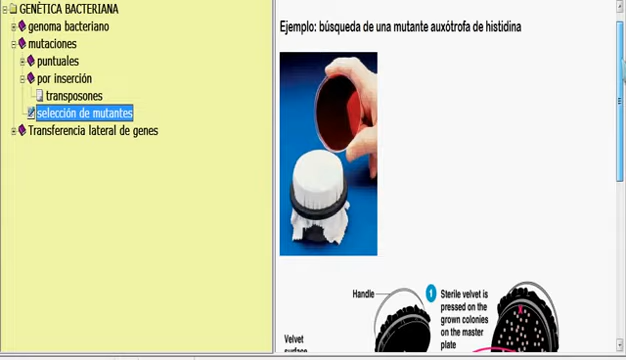 GENÈTICA BACTERIANA
genoma bacteriano
mutaciones
puntuales
por inserción
transposones
selección de mutantes
Transferencia lateral de genes
Ejemplo: búsqueda de una mutante auxótrofa de histidina
Handle
1
Sterile velvet is
pressed on the
grown colonies
on the master
plate
Velvet
surface